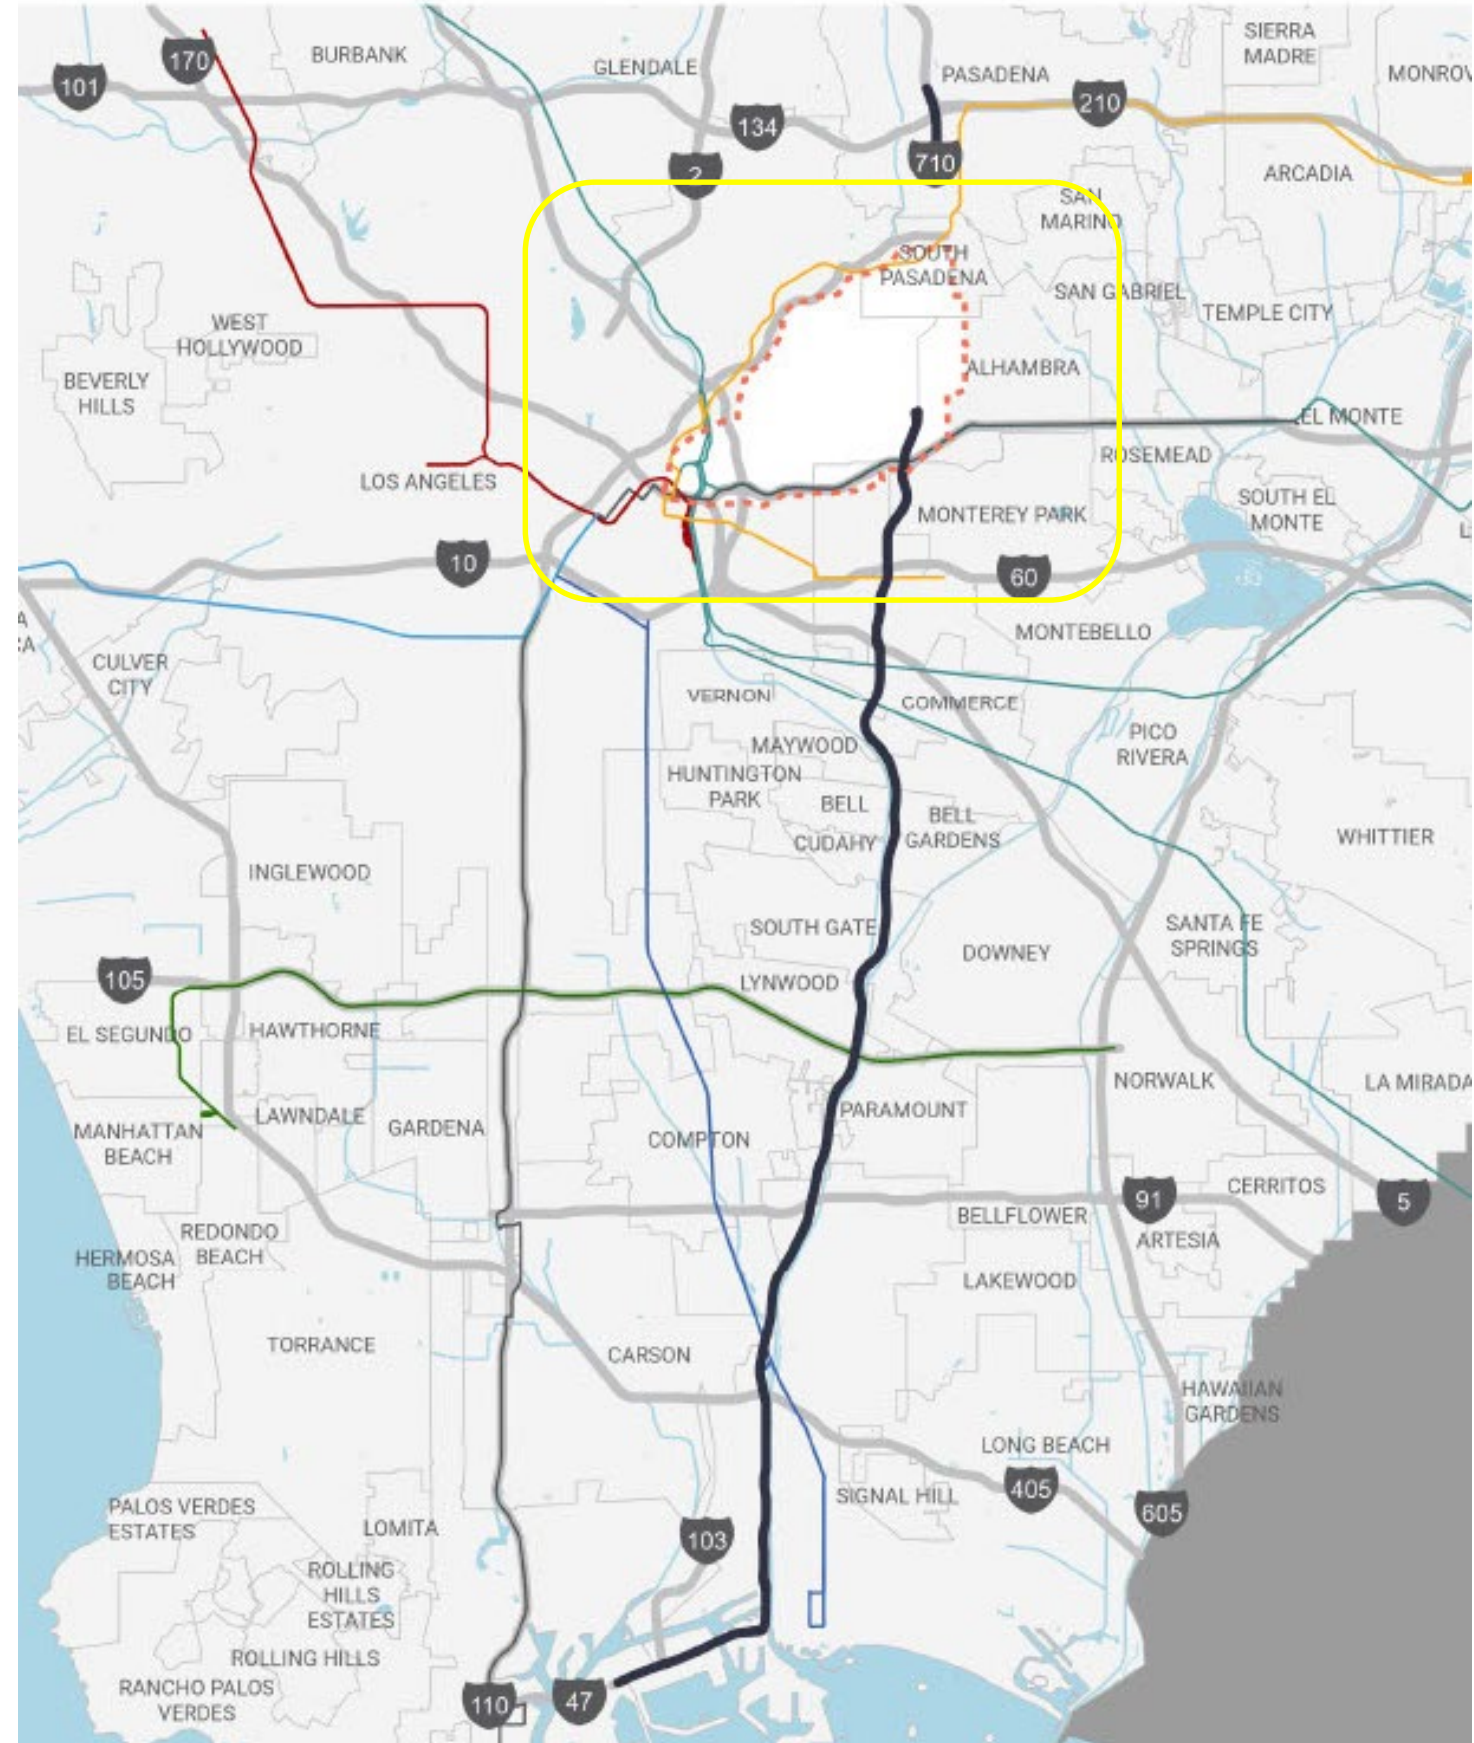 SIERRA
MADRE
BURBANK
170
GLENDALE
PASADENA
MONROV
101
210
134
710
2
ARCADIA
SAN
MARINO
SOUTH
PASADENA
SAN GABRIEL
TEMPLE CITY
WEST
HOLLYWOOD
BEVERLY
HILLS
ALHAMBRA
EL MONTE
ROSEMEAD
LOS ANGELES
SOUTH EL
MONTE
MONTEREY PARK
10
60
MONTEBELLO
CULVER
CITY
VERNON
COMMERCE
PICO
RIVERA
MAYWOOD
HUNTINGTON
PARK
BELL
BELL
GARDENS
CUDAHY
WHITTIER
INGLEWOOD
SOUTH GATE
SANTA FE
SPRINGS
DOWNEY
105
LYNWOOD
EL SEGUNDO
HAWTHORNE
NORWALK
LA MIRADA
PARAMOUNT
LAWNDALE
GARDENA
MANHATTAN
BEACH
COMPTON
91
CERRITOS
5
BELLFLOWER
ARTESIA
REDONDO
BEACH
HERMOSA
BEACH
LAKEWOOD
TORRANCE
CARSON
HAWAIIAN
GARDENS
LONG BEACH
405
SIGNAL HILL
605
PALOS VERDES
ESTATES
LOMITA
103
ROLLING
HILLS
ESTATES
ROLLING HILLS
RANCHO PALOS
VERDES
110
47